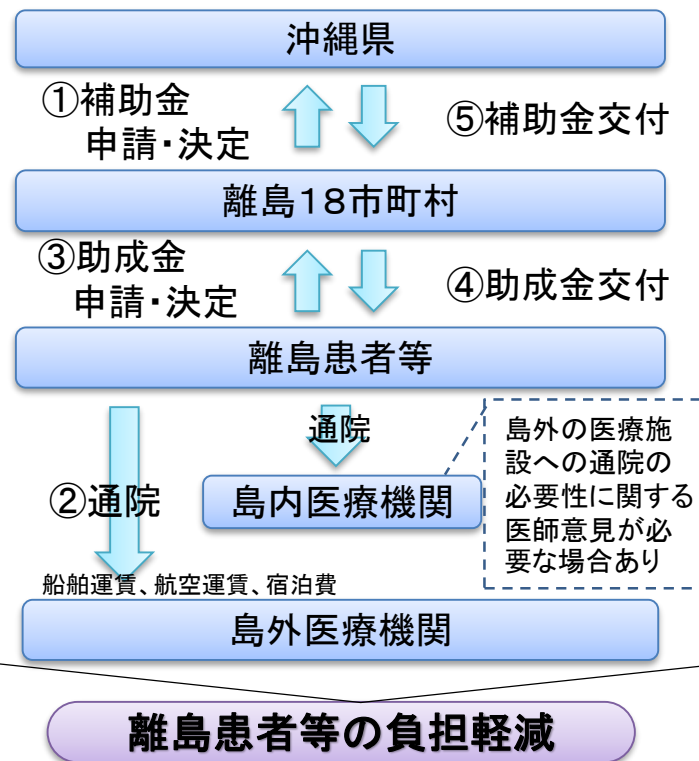 沖縄県
①補助金
申請・決定
⑤補助金交付
離島18市町村
③助成金
申請・決定
④助成金交付
離島患者等
通院
島外の医療施
設への通院の
必要性に関する
医師意見が必
要な場合あり
②通院
島内医療機関
船舶運賃、航空運賃、宿泊費
島外医療機関
離島患者等の負担軽減